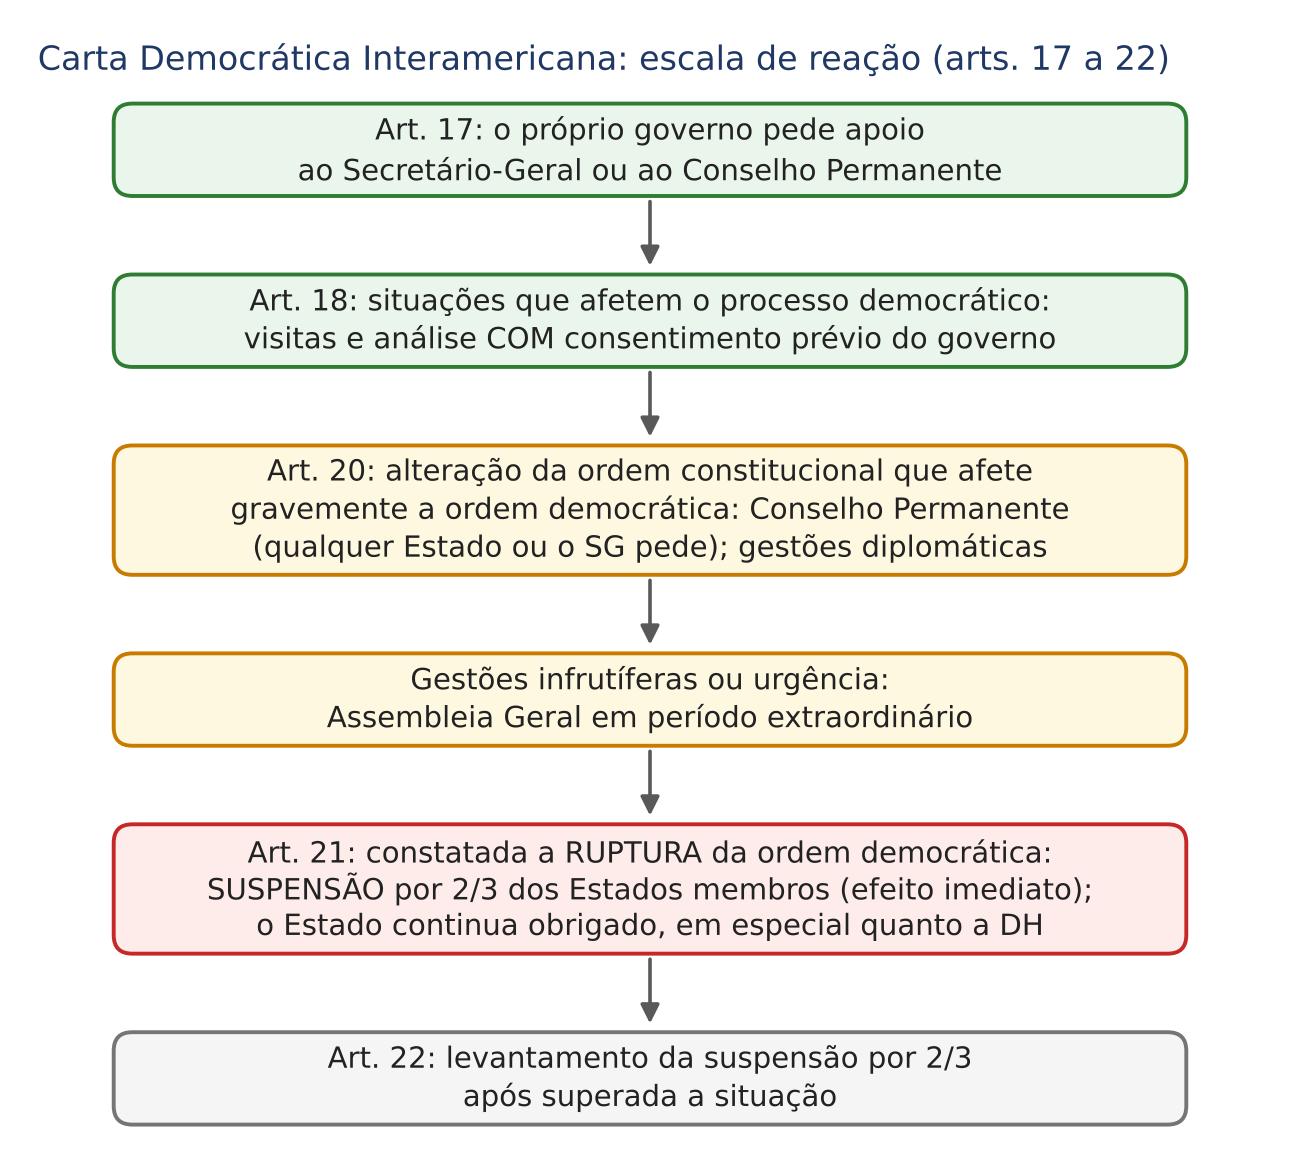 Carta Democrática Interamericana: escala de reação (arts. 17 a 22)
Art. 17: o próprio governo pede apoio
ao Secretário-Geral ou ao Conselho Permanente
Art. 18: situações que afetem o processo democrático:
visitas e análise COM consentimento prévio do governo
Art. 20: alteração da ordem constitucional que afete
gravemente a ordem democrática: Conselho Permanente
(qualquer Estado ou o SG pede); gestões diplomáticas
Gestões infrutíferas ou urgência:
Assembleia Geral em período extraordinário
Art. 21: constatada a RUPTURA da ordem democrática:
SUSPENSÃO por 2/3 dos Estados membros (efeito imediato);
o Estado continua obrigado, em especial quanto a DH
Art. 22: levantamento da suspensão por 2/3
após superada a situação